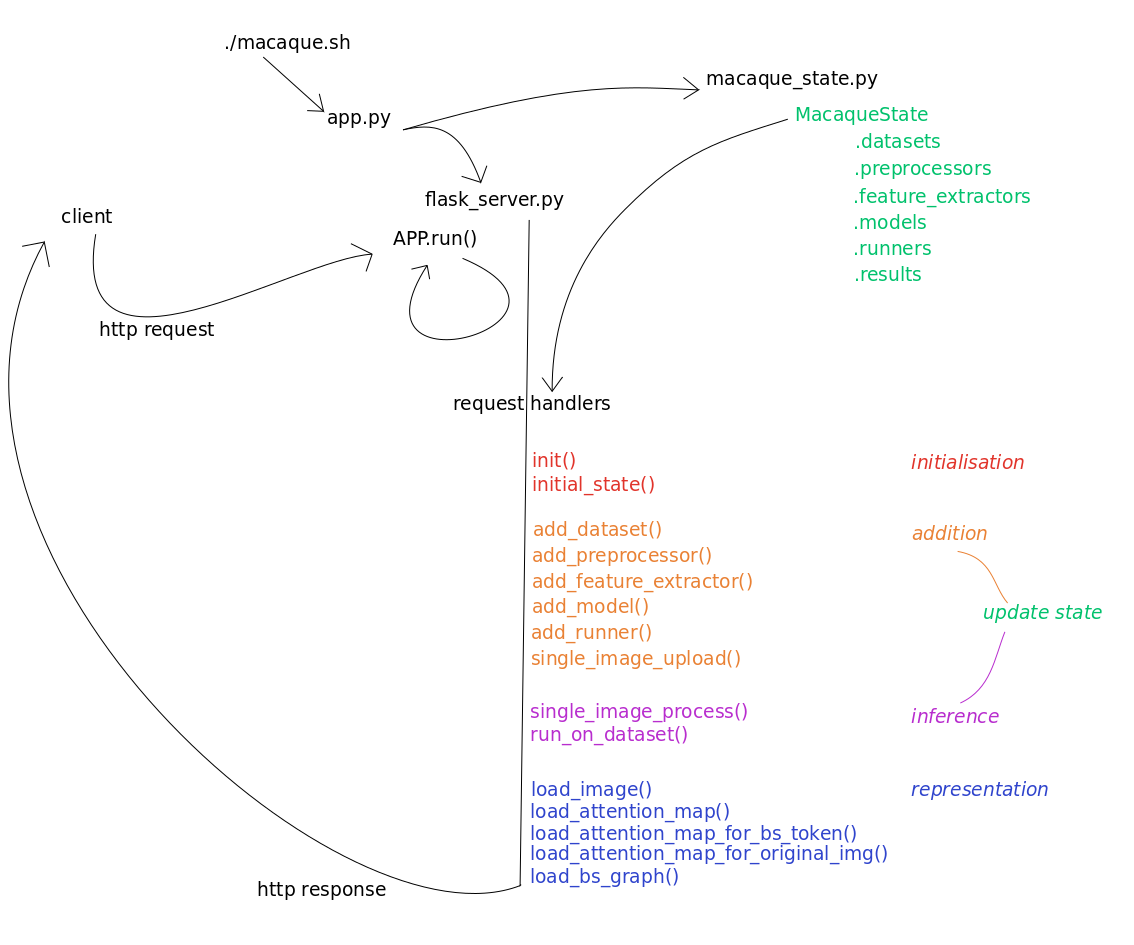 ./macaque.sh
macaque_state.py
app.py
MacaqueState
.datasets
.preprocessors
.feature_extractors
.models
.runners
.results
flask_server.py
client
APP.run()
http request
request handlers
init()
initial_state()
initialisation
add_dataset()
add_preprocessor()
add_feature_extractor()
add_model()
add_runner()
single_image_upload()
addition
update state
single_image_process()
run_on_dataset()
inference
load_image()
load_attention_map()
load_attention_map_for_bs_token()
load_attention_map_for_original_img()
load_bs_graph()
representation
http response